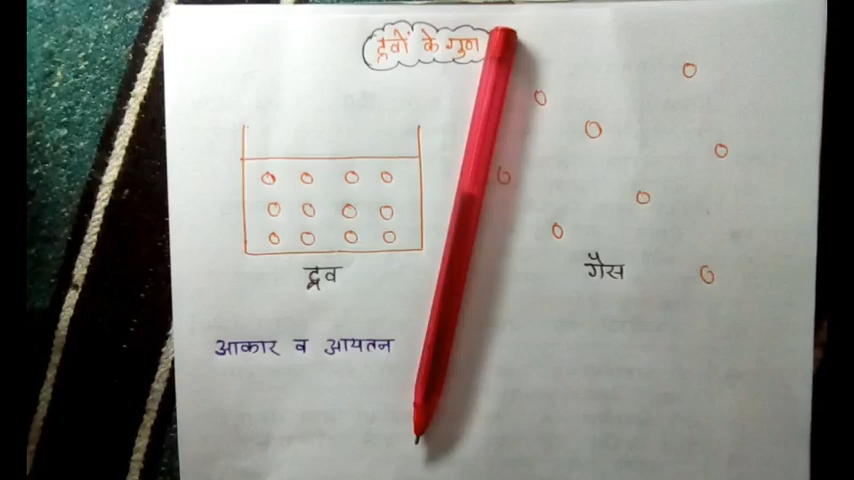 द्रवों के गुण
द्रव
गैस
आकार व आयतन